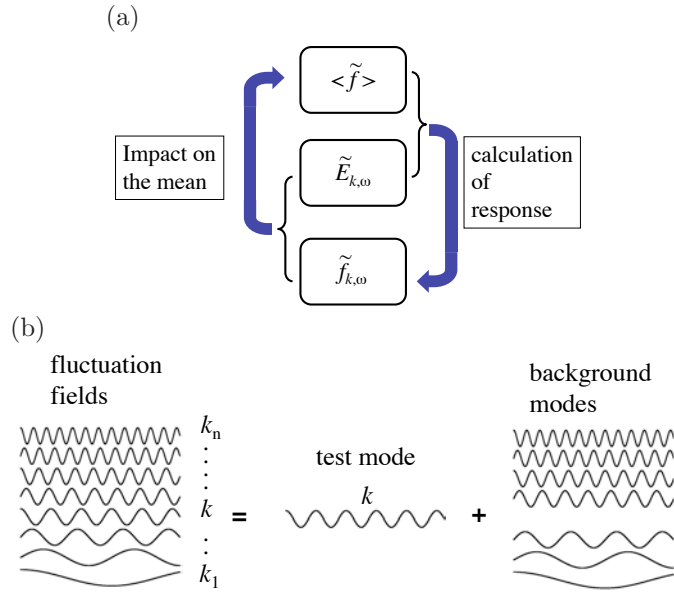 (a)
<f̃>
Impact on
the mean
Ẽk,ω
calculation
of
response
f̃k,ω
(b)
fluctuation
fields
background
modes
kn
test mode
k
k
=
+
k1